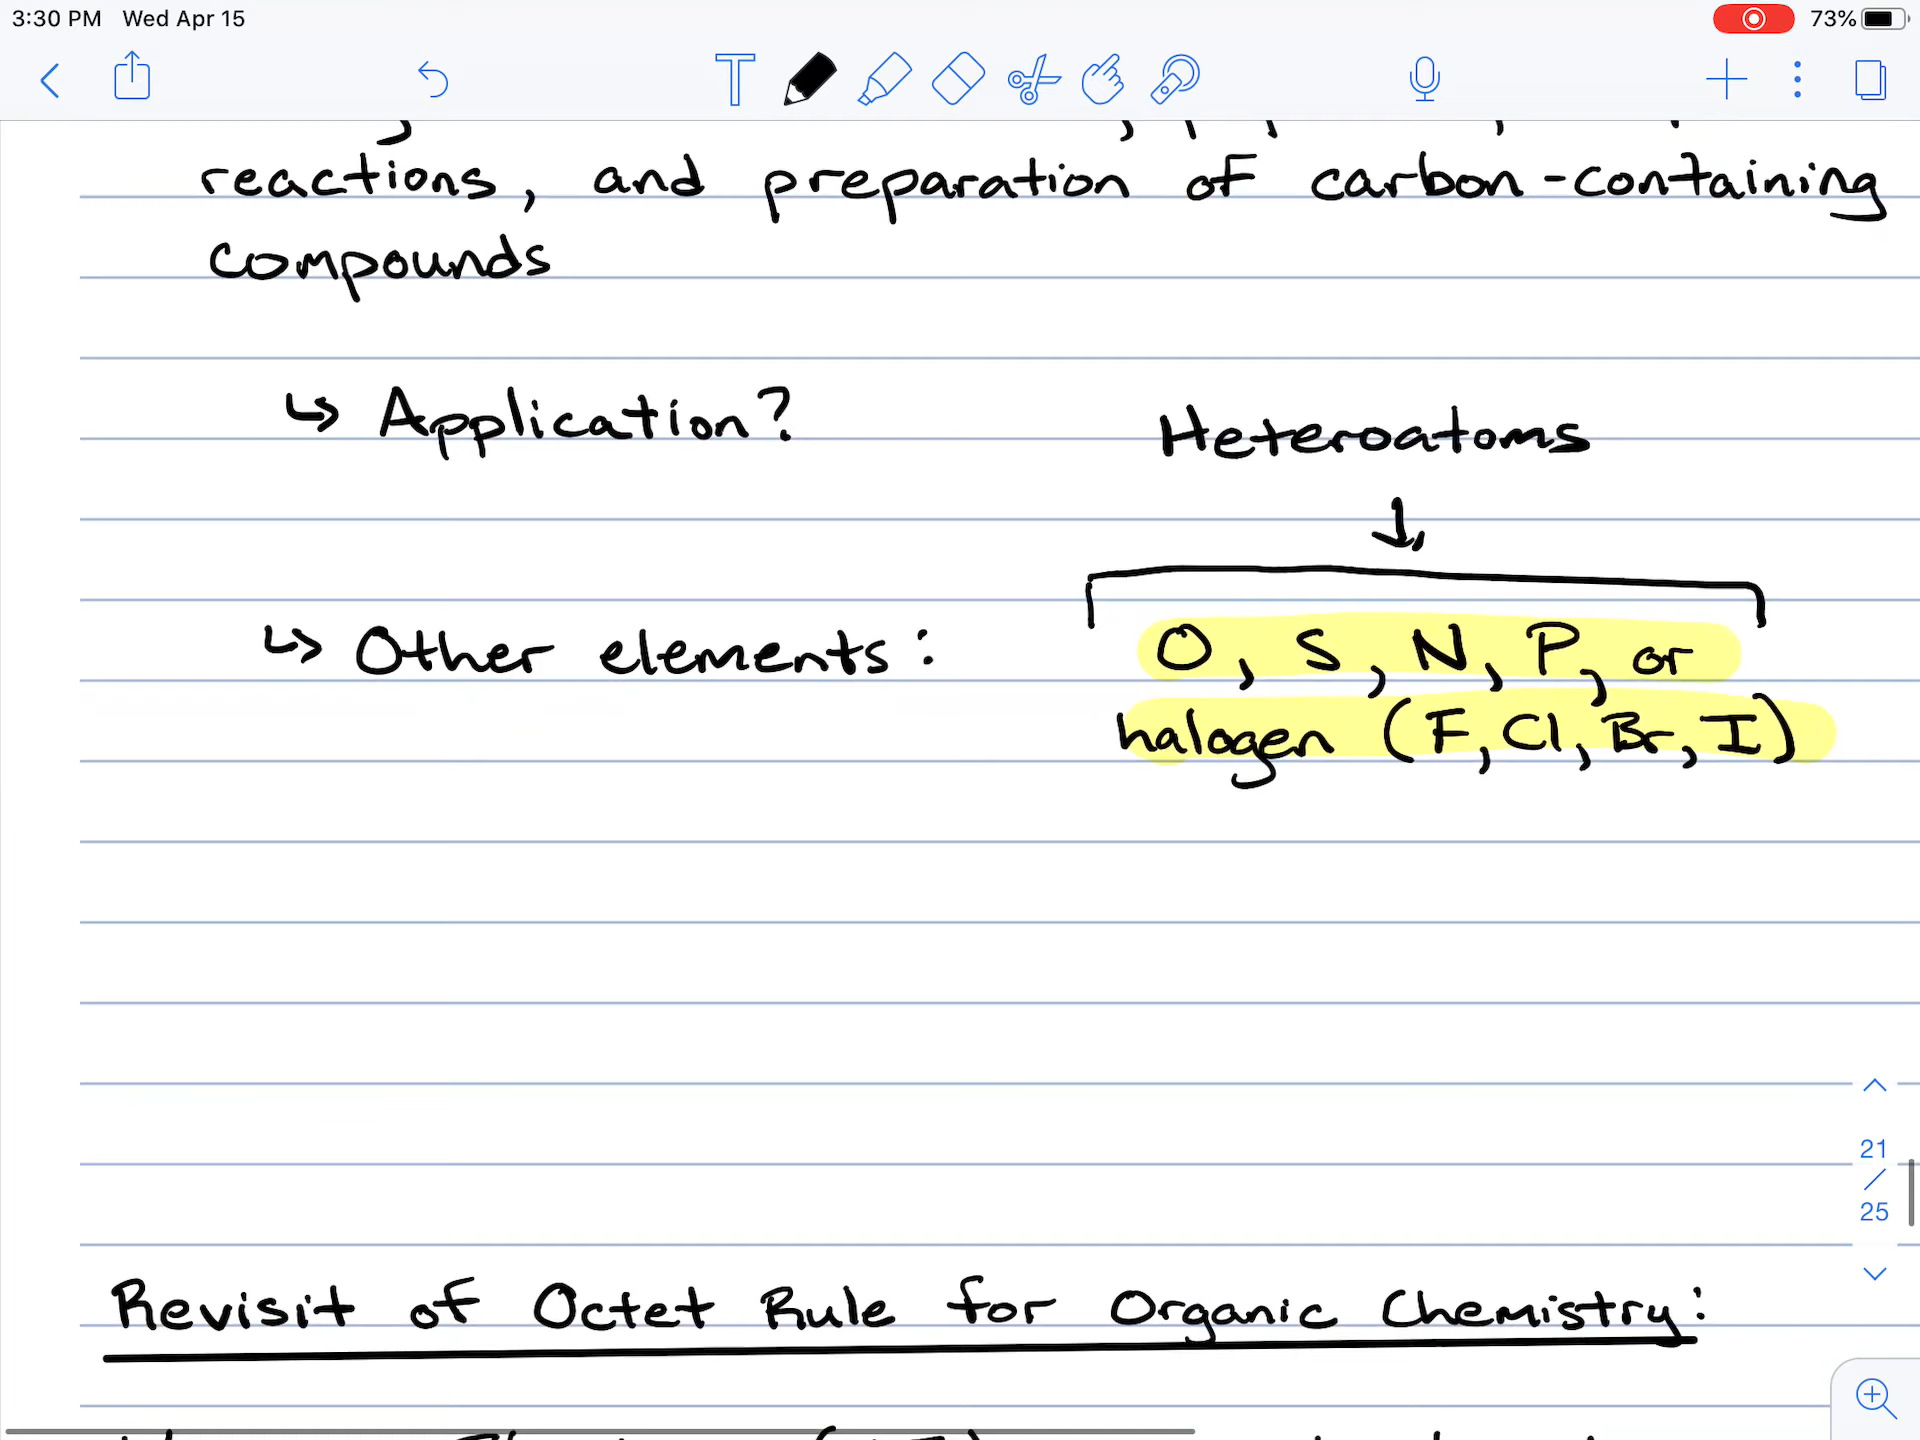 3:30 PM Wed Apr 15
73%
T
reactions, and preparation of carbon-containing
compounds
↳ Application?
Heteroatoms
↓
↳ Other elements:
O, S, N, P, or
halogen (F, Cl, Br, I)
21
/
25
Revisit of Octet Rule for Organic Chemistry: